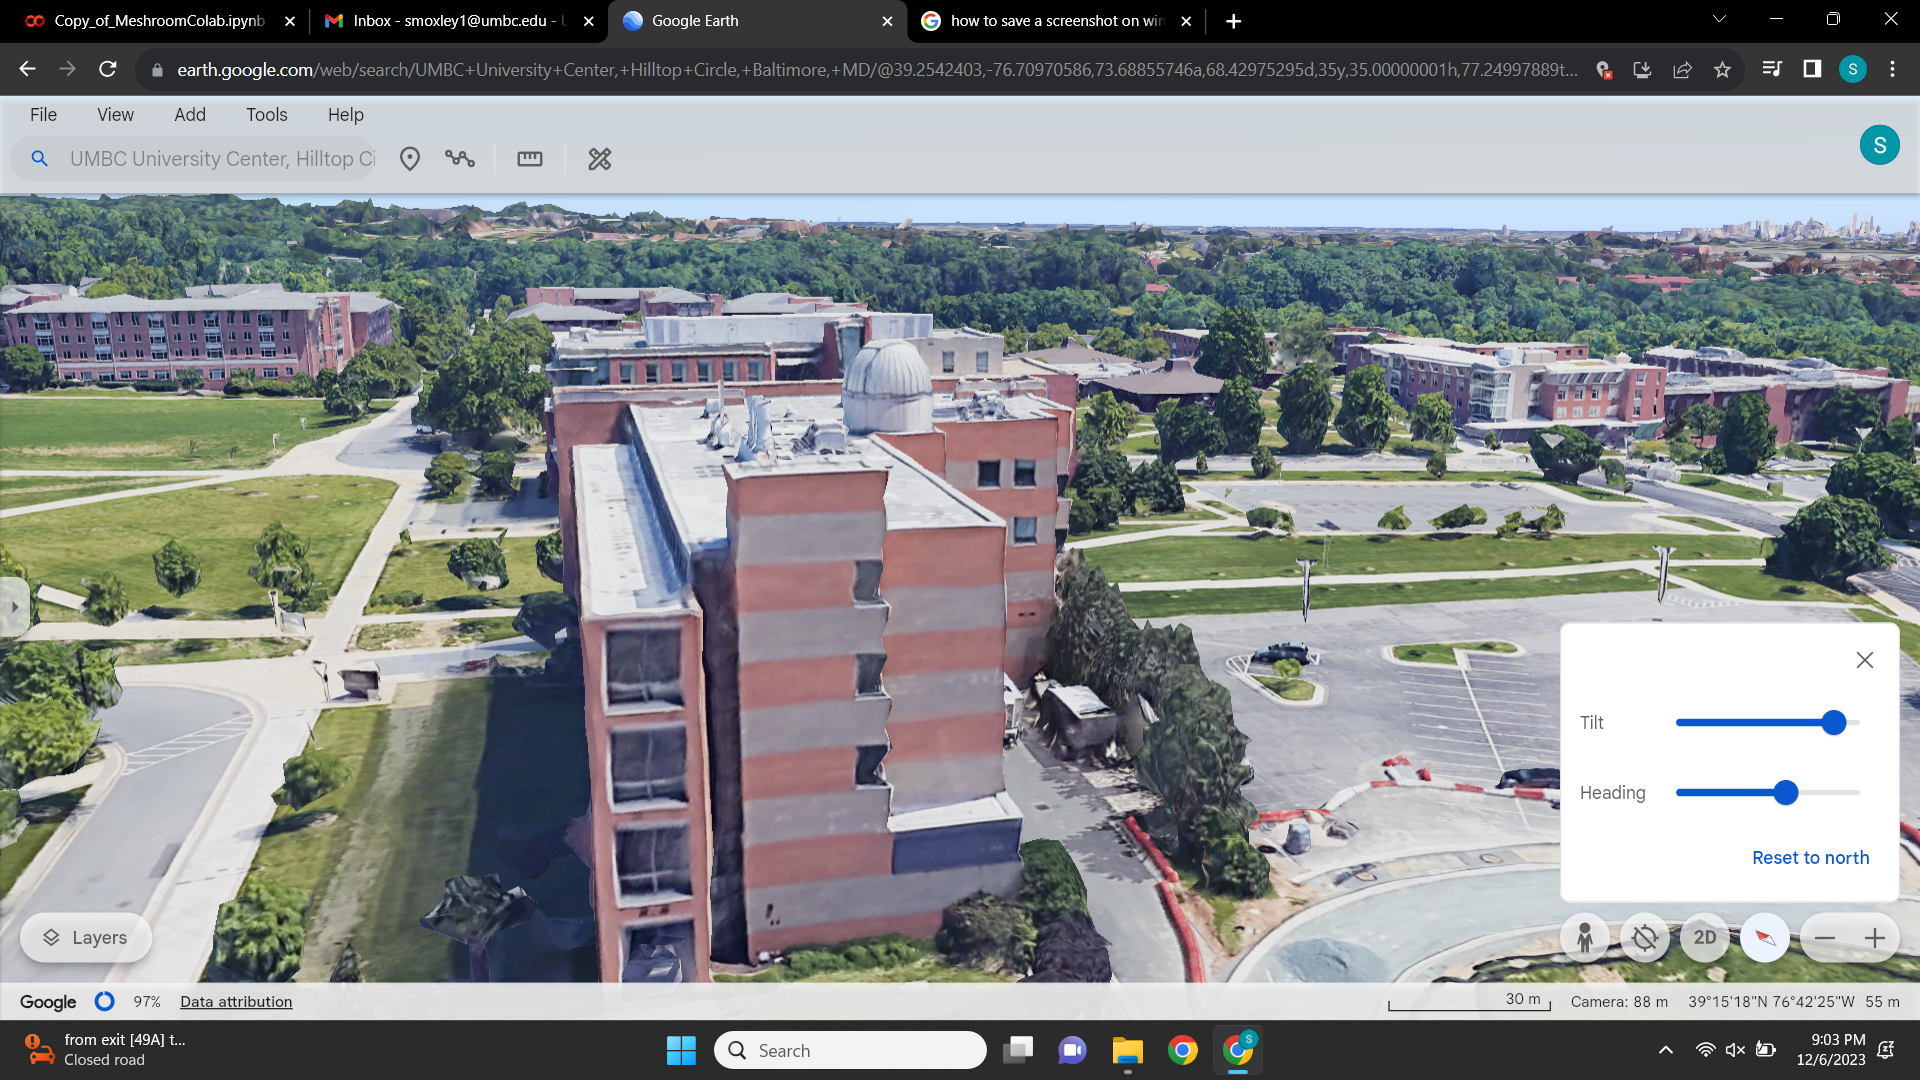 Copy_of_MeshroomColab.ipynb
Inbox - smoxley1@umbc.edu - U
Google Earth
how to save a screenshot on win
earth.google.com/web/search/UMBC+University+Center,+Hilltop+Circle,+Baltimore,+MD/@39.2542403,-76.70970586,73.68855746a,68.42975295d,35y,35.00000001h,77.24997889t...
S
File View Add Tools Help
UMBC University Center, Hilltop Ci
S
Tilt
Heading
Reset to north
Layers
2D
Google 97% Data attribution
30 m
Camera: 88 m 39°15'18"N 76°42'25"W 55 m
from exit [49A] t...
Closed road
Search
S
9:03 PM
12/6/2023